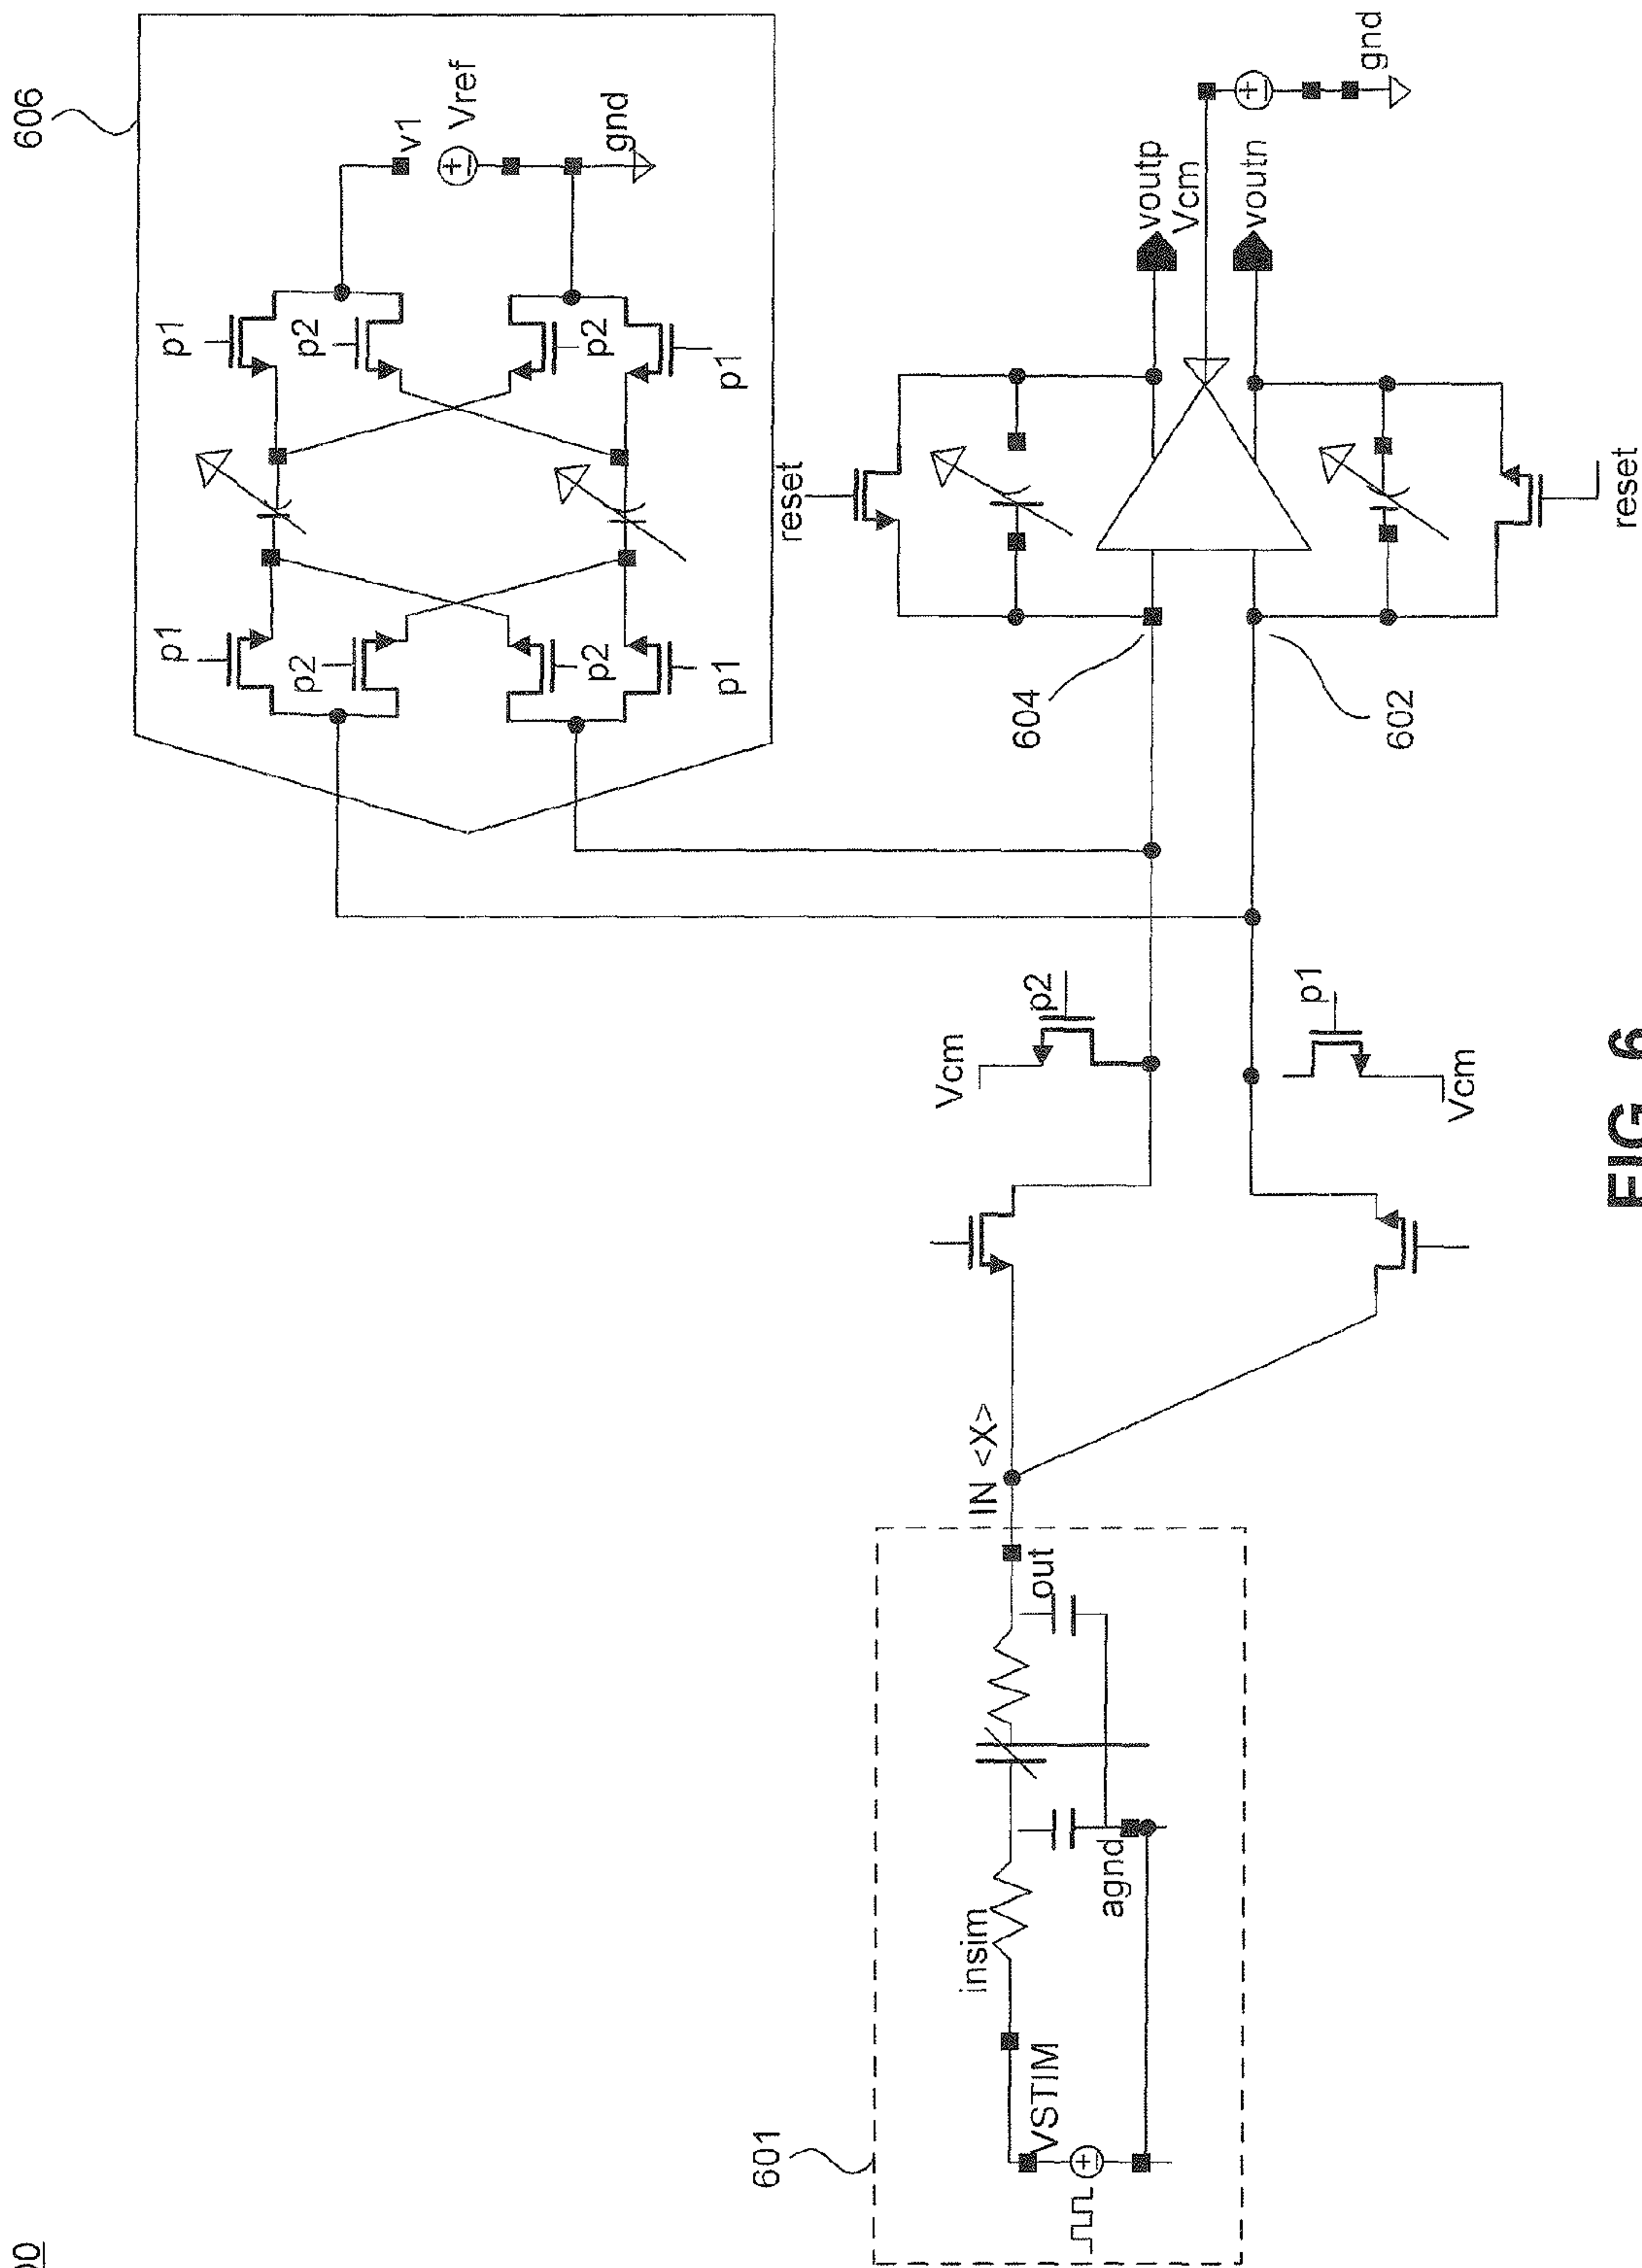 606
p1
v1
Vref
p2
gnd
p2
p1
p1
p2
p2
p1
reset
voutp
Vcm
gnd
voutn
604
602
reset
Vcm
p2
p1
Vcm
IN <X>
out
insim
agnd
VSTIM
601
FIG. 6